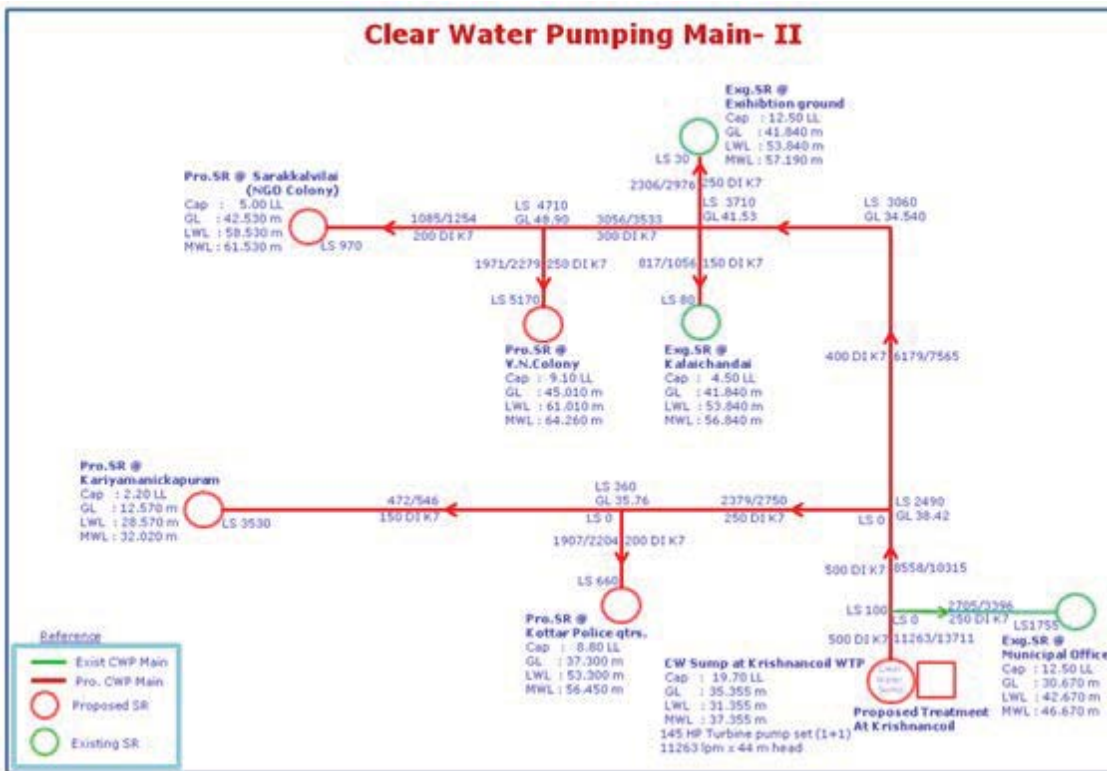 Clear Water Pumping Main- II
Exg.SR @
Exihibtion ground
Cap : 12.50 LL
GL : 41.840 m
LWL : 53.840 m
MWL : 57.190 m
LS 30
2306/2976 250 DI K7
Pro.SR @ Sarakkalvilai
(NGO Colony)
Cap : 5.00 LL
GL : 42.530 m
LWL : 58.530 m
MWL : 61.530 m
LS 970
1085/1254
200 DI K7
LS 4710
GL 48.90
3056/3533
300 DI K7
LS 3710
GL 41.53
LS 3060
GL 34.540
1971/2279 250 DI K7
817/1056 150 DI K7
LS 5170
LS 80
Pro.SR @
V.N.Colony
Cap : 9.10 LL
GL : 45.010 m
LWL : 61.010 m
MWL : 64.260 m
Exg.SR @
Kalaichandai
Cap : 4.50 LL
GL : 41.840 m
LWL : 53.840 m
MWL : 56.840 m
400 DI K7 6179/7565
Pro.SR @
Kariyamanickapuram
Cap : 2.20 LL
GL : 12.570 m
LWL : 28.570 m
MWL : 32.020 m
LS 3530
472/546
150 DI K7
LS 360
GL 35.76
LS 0
2379/2750
250 DI K7
LS 2490
LS 0
GL 38.42
1907/2204 200 DI K7
LS 660
Pro.SR @
Kottar Police qtrs.
Cap : 8.80 LL
GL : 37.300 m
LWL : 53.300 m
MWL : 56.450 m
500 DI K7 8558/10315
LS 100
LS 0
2705/3396
250 DI K7
LS1755
500 DI K7 11263/13711
Exg.SR @
Municipal Office
Cap : 12.50 LL
GL : 30.670 m
LWL : 42.670 m
MWL : 46.670 m
CW Sump at Krishnancoil WTP
Cap : 19.70 LL
GL : 35.355 m
LWL : 31.355 m
MWL : 37.355 m
145 HP Turbine pump set (1+1)
11263 lpm x 44 m head
Clear
Water
Sump
Proposed Treatment
At Krishnancoil
Reference
Exist CWP Main
Pro. CWP Main
Proposed SR
Existing SR